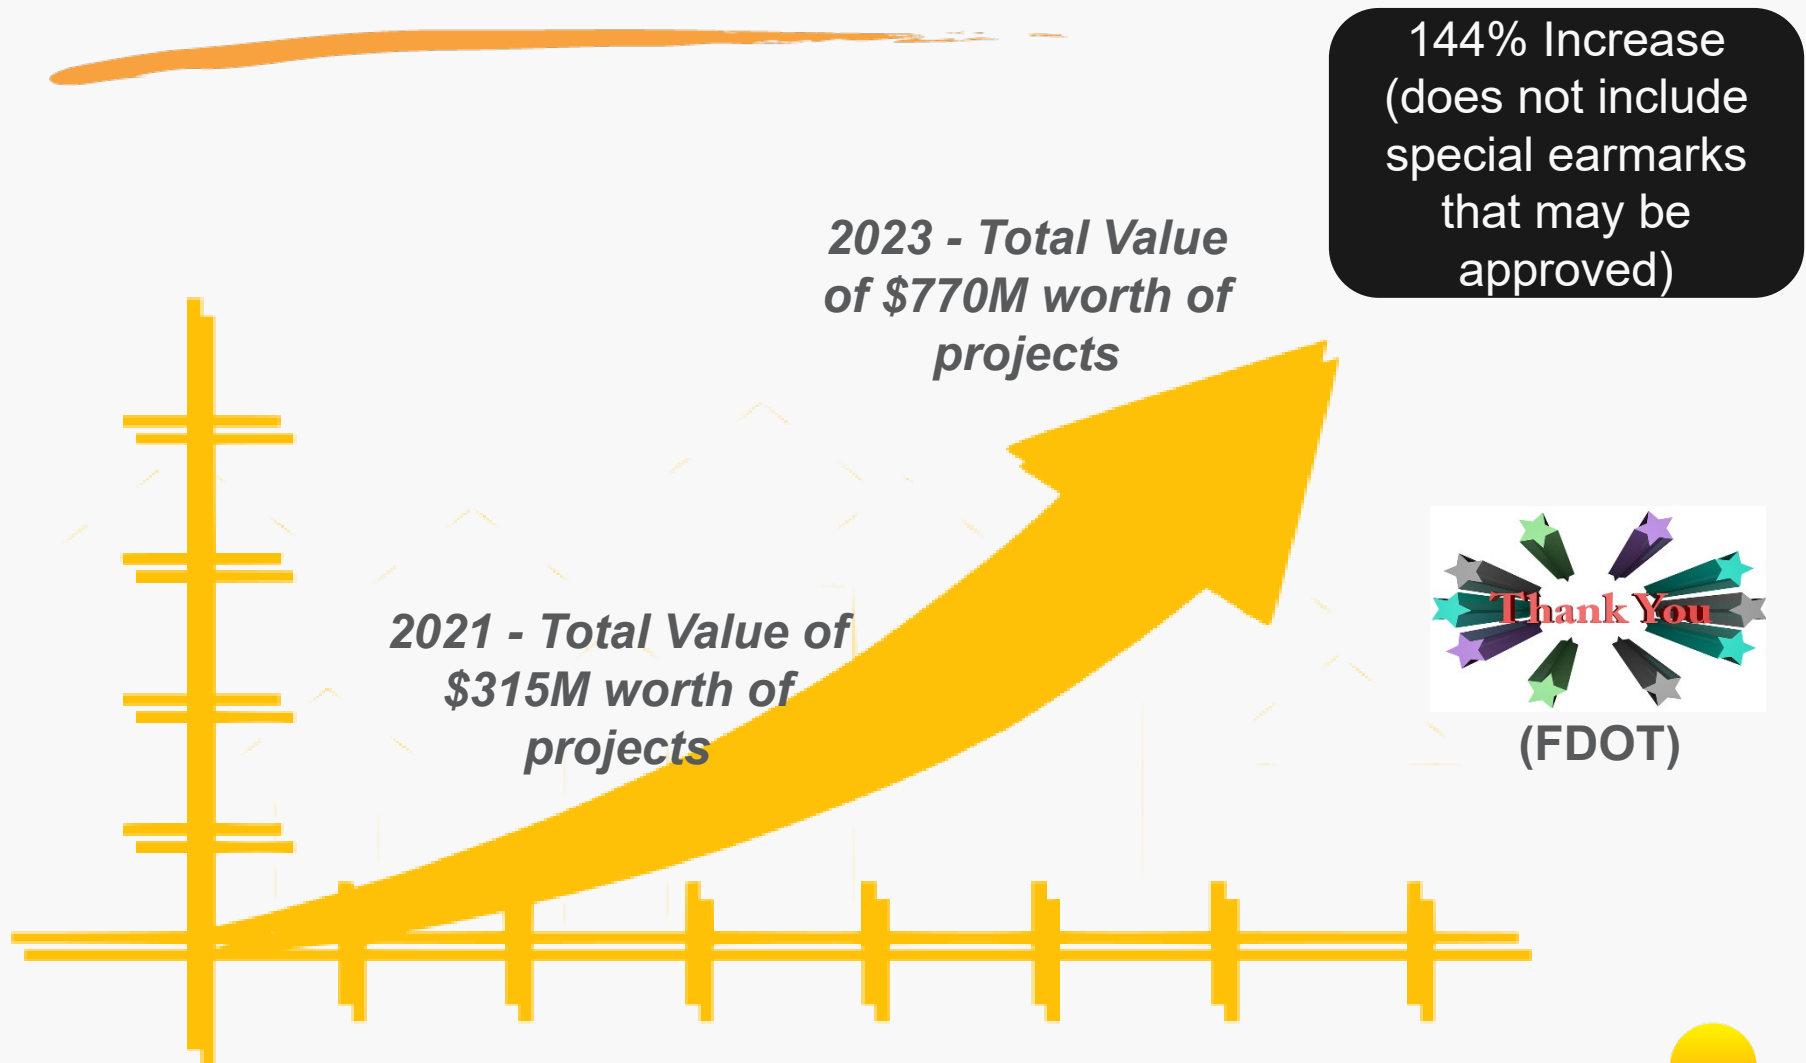 144% Increase
(does not include
special earmarks
that may be
approved)
2023 - Total Value
of $770M worth of
projects
2021 - Total Value of
$315M worth of
projects
Thank You
(FDOT)